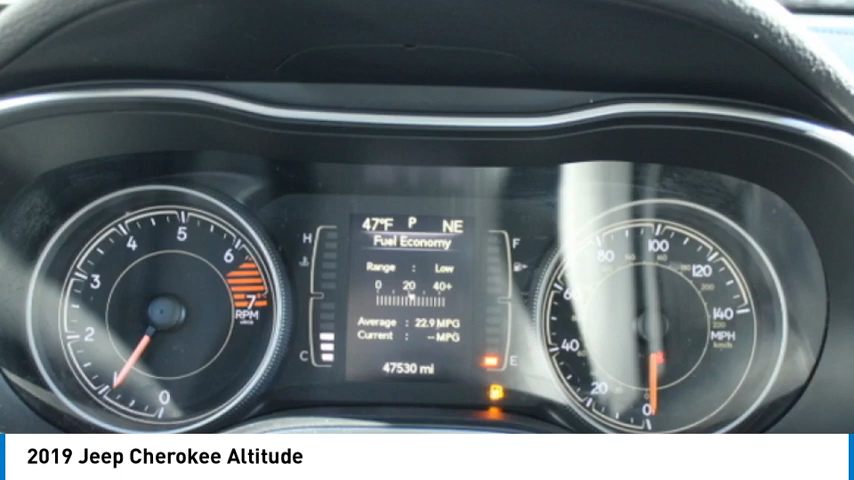 47°F P NE
Fuel Economy
Range : Low
0 20 40+
Average : 22.9 MPG
Current : -- MPG
47530 mi
H
C
F
E
0 2 3 4 5 6 7
RPM
0 20 40 60 80 100 120 140
MPH
km/h
2019 Jeep Cherokee Altitude